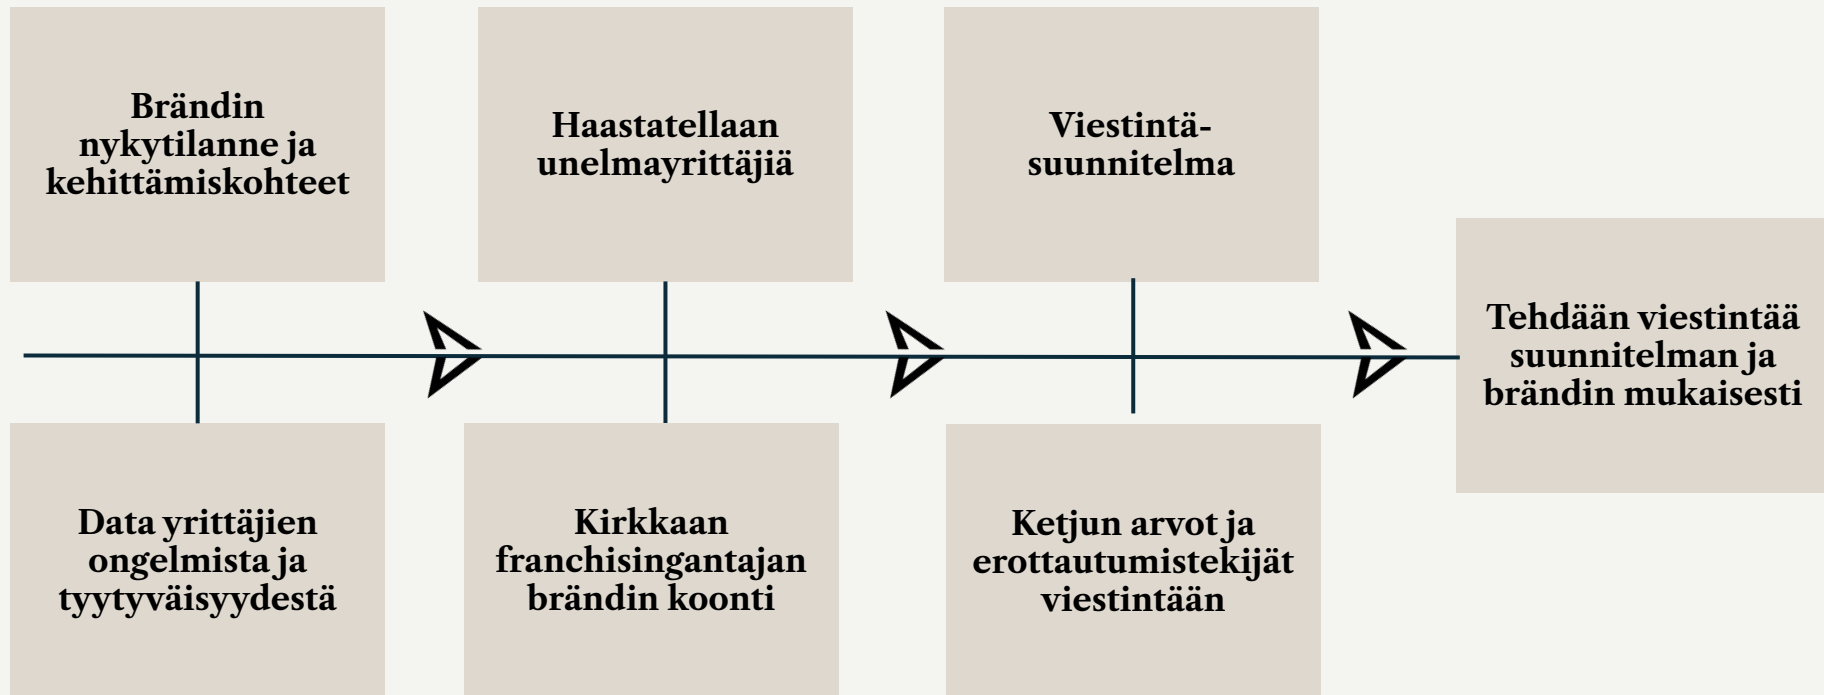 Brändin
nykytilanne ja
kehittämiskohteet
Data yrittäjien
ongelmista ja
tyytyväisyydestä
Haastatellaan
unelmayrittäjiä
Kirkkaan
franchisingantajan
brändin koonti
Viestintä-
suunnitelma
Ketjun arvot ja
erottautumistekijät
viestintään
Tehdään viestintää
suunnitelman ja
brändin mukaisesti